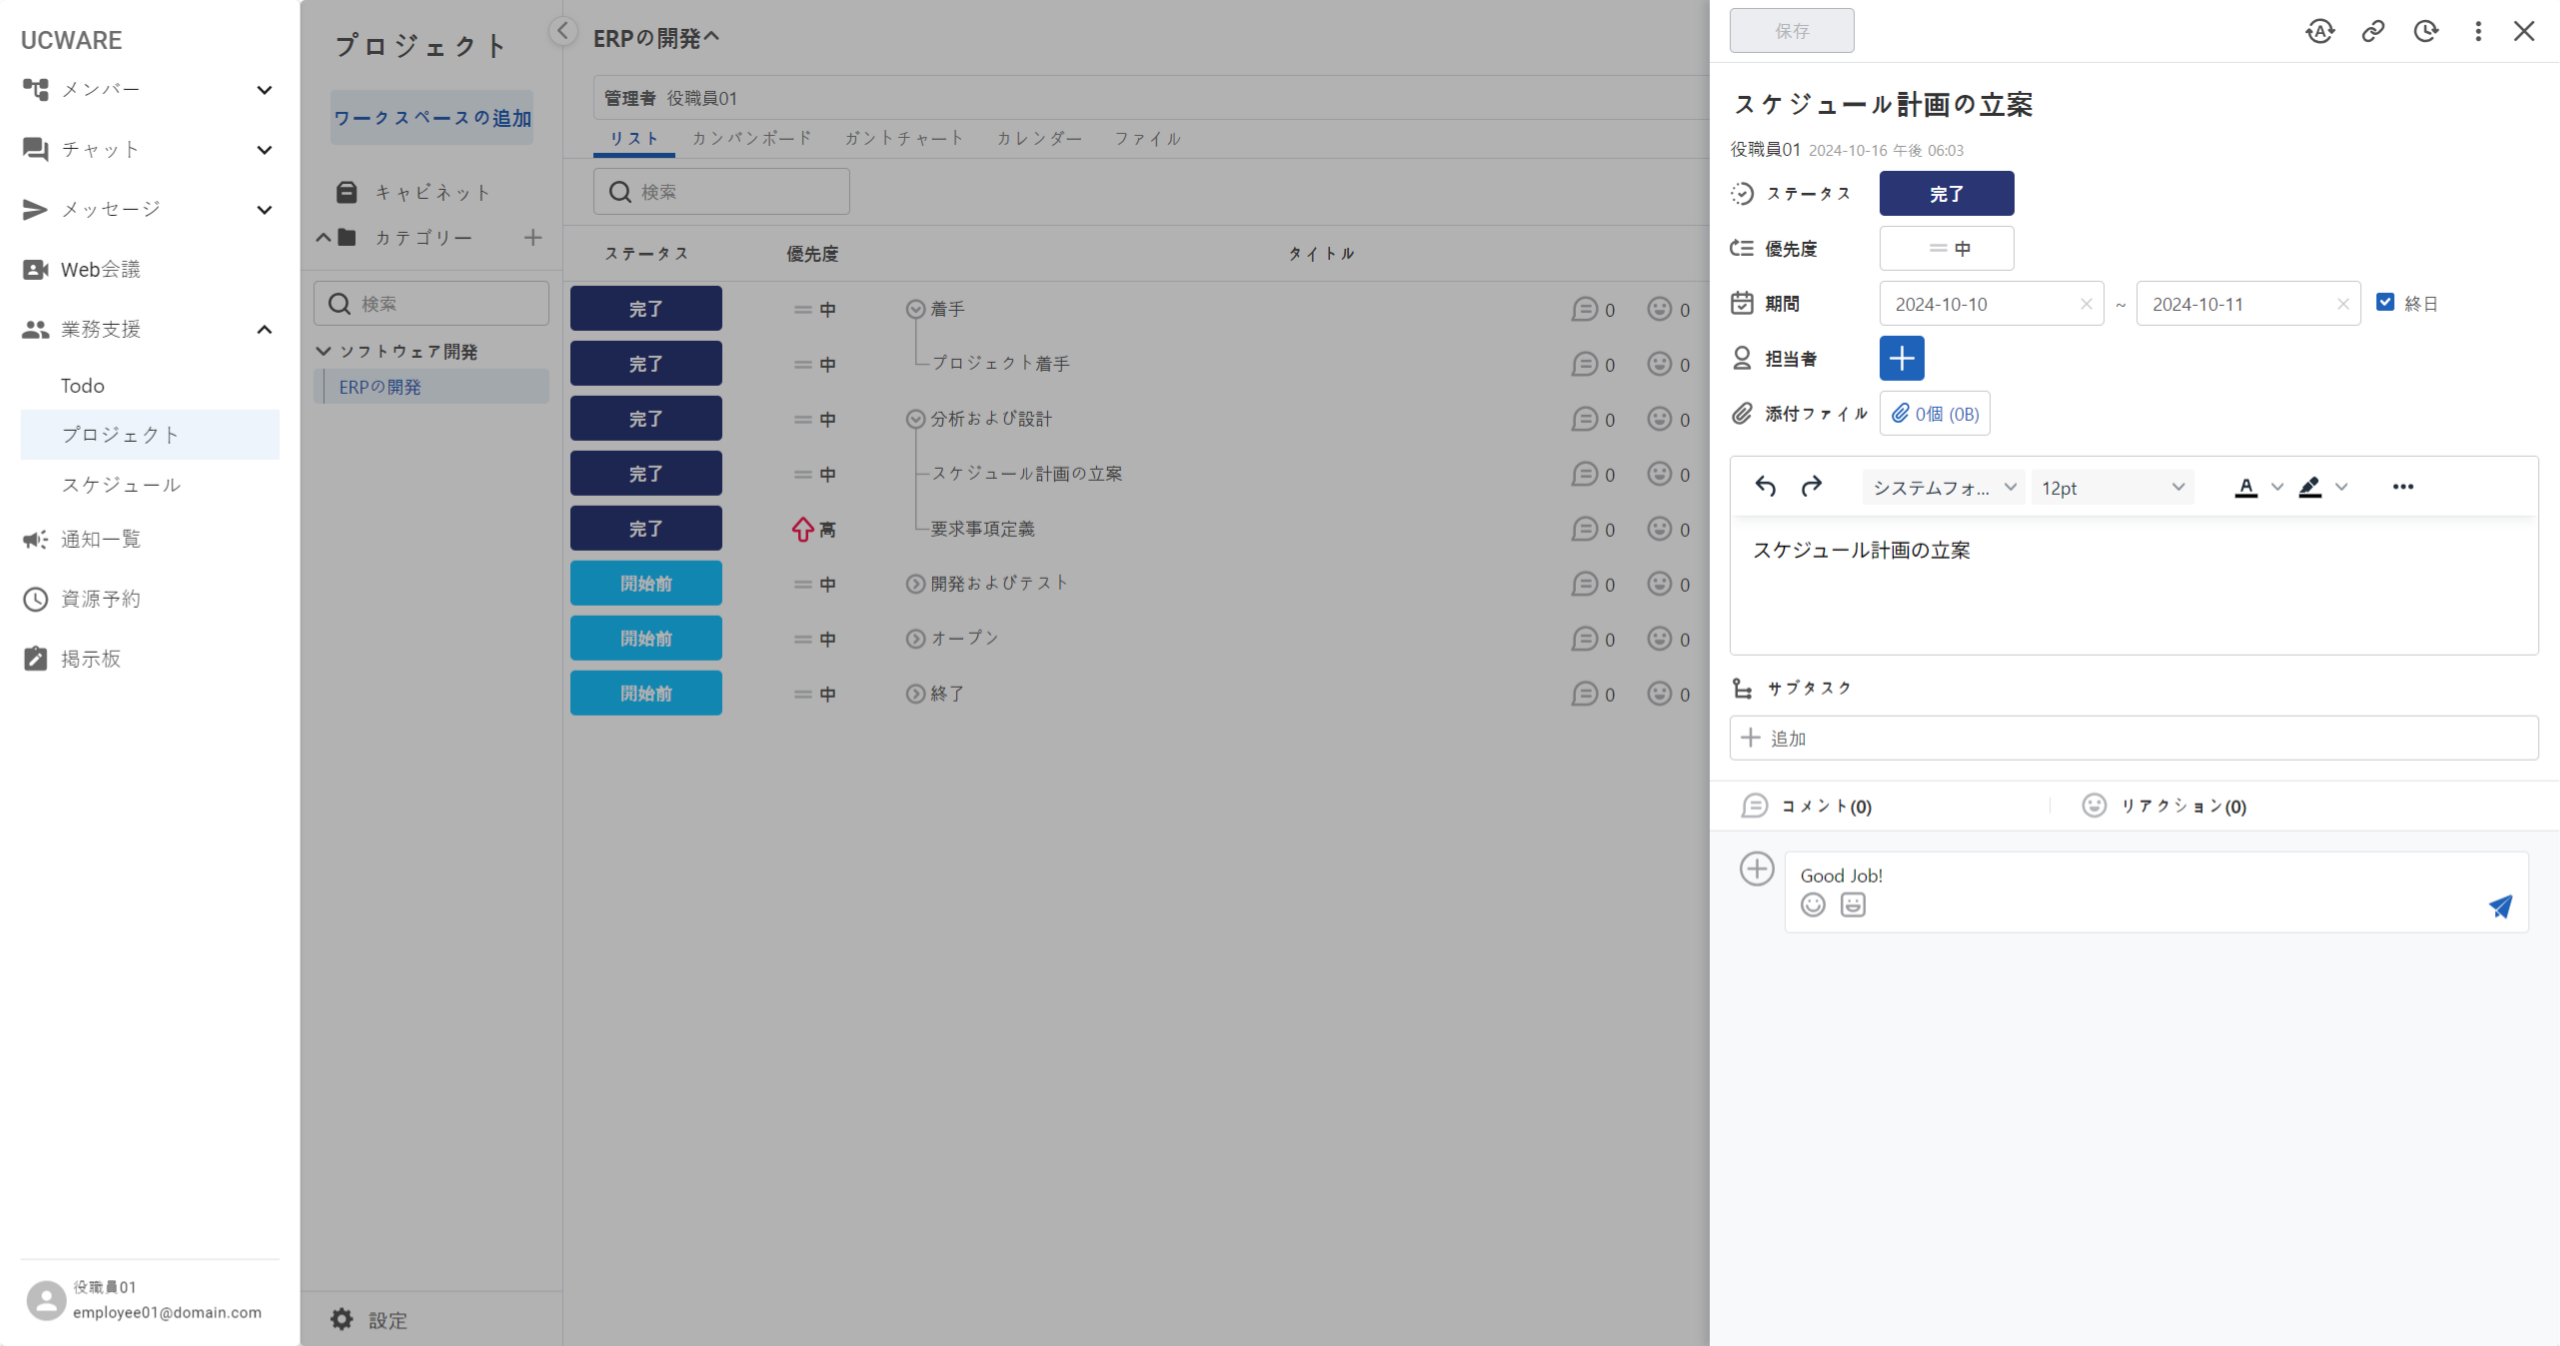 UCWARE
メンバー
チャット
メッセージ
Web会議
業務支援
Todo
プロジェクト
スケジュール
通知一覧
資源予約
掲示板
役職員01
employee01@domain.com
プロジェクト
ワークスペースの追加
キャビネット
カテゴリー
検索
ソフトウェア開発
ERPの開発
設定
ERPの開発
管理者 役職員01
リスト カンバンボード ガントチャート カレンダー ファイル
検索
ステータス 優先度 タイトル
完了 中 着手 0 0
完了 中 プロジェクト着手 0 0
完了 中 分析および設計 0 0
完了 中 スケジュール計画の立案 0 0
完了 高 要求事項定義 0 0
開始前 中 開発およびテスト 0 0
開始前 中 オープン 0 0
開始前 中 終了 0 0
保存
スケジュール計画の立案
役職員01 2024-10-16 午後 06:03
ステータス 完了
優先度 中
期間 2024-10-10 ~ 2024-10-11 終日
担当者
添付ファイル 0個 (0B)
システムフォ... 12pt
スケジュール計画の立案
サブタスク
追加
コメント(0) リアクション(0)
Good Job!